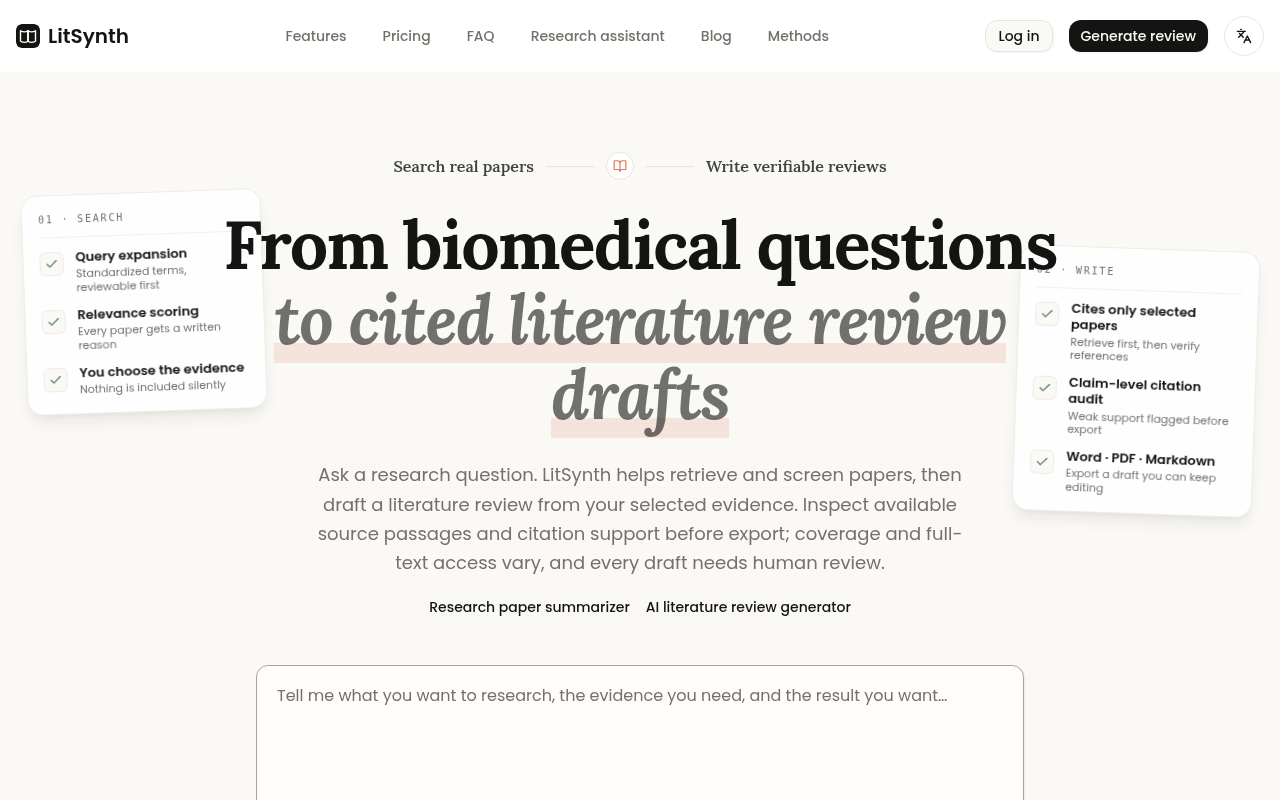 LitSynth
Features
Pricing
FAQ
Research assistant
Blog
Methods
Log in
Generate review
Search real papers
Write verifiable reviews
From biomedical questions
to cited literature review
drafts
01 · SEARCH
Query expansion
Standardized terms,
reviewable first
Relevance scoring
Every paper gets a written
reason
You choose the evidence
Nothing is included silently
02 · WRITE
Cites only selected
papers
Retrieve first, then verify
references
Claim-level citation
audit
Weak support flagged before
export
Word · PDF · Markdown
Export a draft you can keep
editing
Ask a research question. LitSynth helps retrieve and screen papers, then
draft a literature review from your selected evidence. Inspect available
source passages and citation support before export; coverage and full-
text access vary, and every draft needs human review.
Research paper summarizer
AI literature review generator
Tell me what you want to research, the evidence you need, and the result you want…